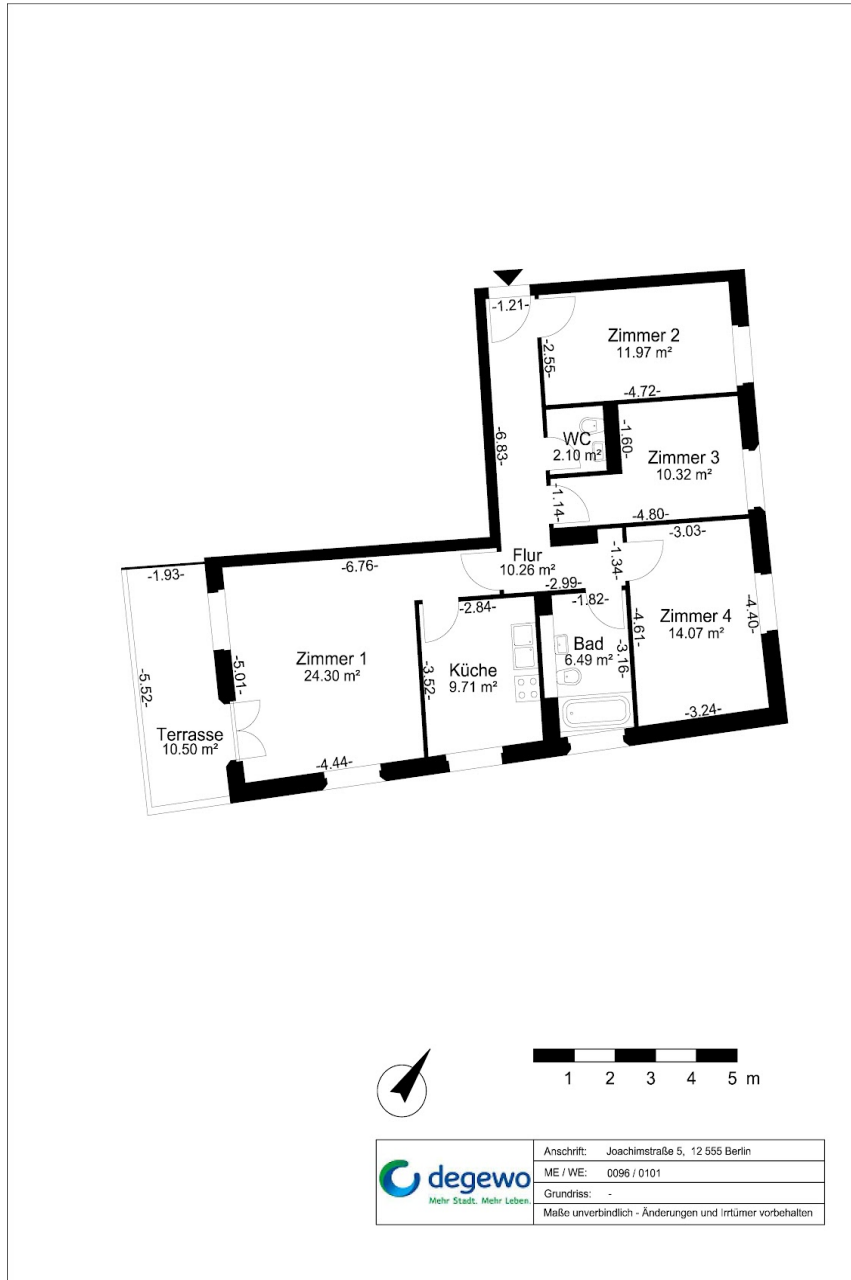 -1.21-
Zimmer 2
11.97 m²
-2.55-
-4.72-
-6.83-
WC
2.10 m²
-1.60-
Zimmer 3
10.32 m²
-1.14-
-4.80-
-3.03-
Flur
10.26 m²
-1.34-
-2.99-
-1.82-
-1.93-
-6.76-
-2.84-
Zimmer 4
14.07 m²
-4.40-
-4.61-
Bad
6.49 m²
-3.16-
Zimmer 1
24.30 m²
-5.01-
-3.52-
Küche
9.71 m²
-5.52-
Terrasse
10.50 m²
-4.44-
-3.24-
1 2 3 4 5 m
degewo
Mehr Stadt. Mehr Leben.
Anschrift: Joachimstraße 5, 12 555 Berlin
ME / WE: 0096 / 0101
Grundriss: -
Maße unverbindlich - Änderungen und Irrtümer vorbehalten